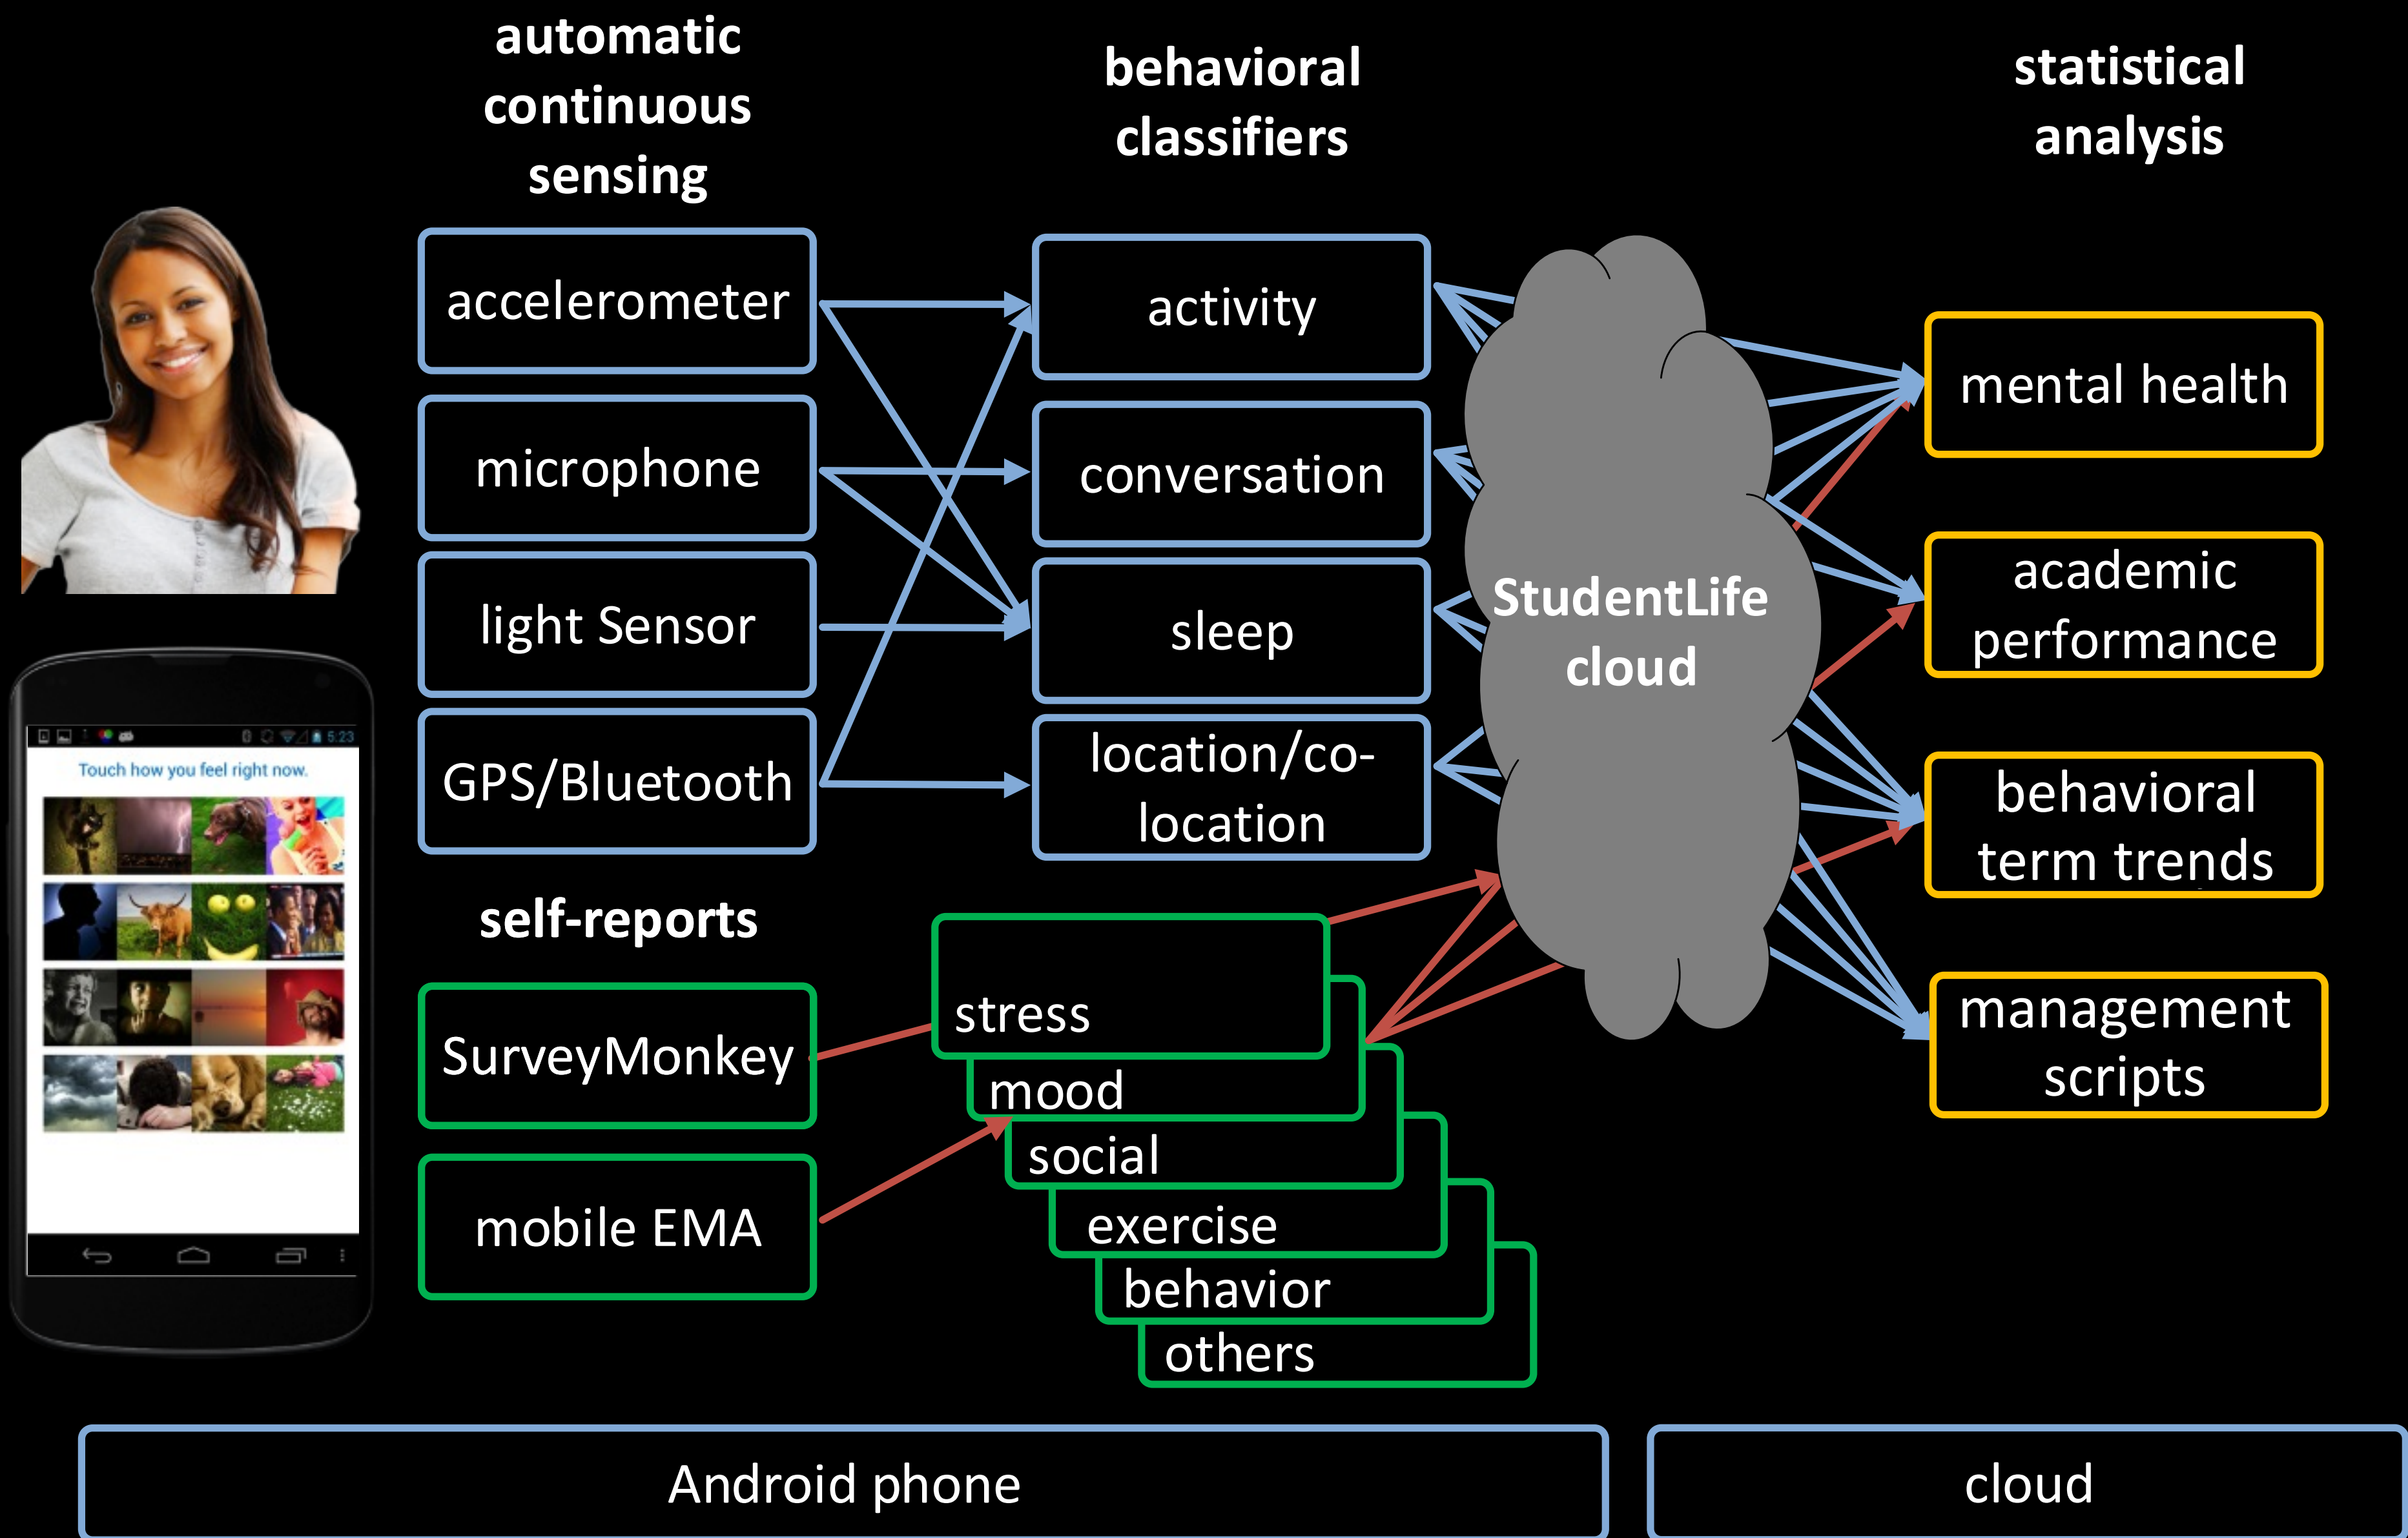 automatic
continuous
sensing
behavioral
classifiers
statistical
analysis
accelerometer
microphone
light Sensor
GPS/Bluetooth
activity
conversation
sleep
location/co-
location
StudentLife
cloud
mental health
academic
performance
behavioral
term trends
management
scripts
5:23
Touch how you feel right now.
self-reports
SurveyMonkey
mobile EMA
stress
mood
social
exercise
behavior
others
Android phone
cloud